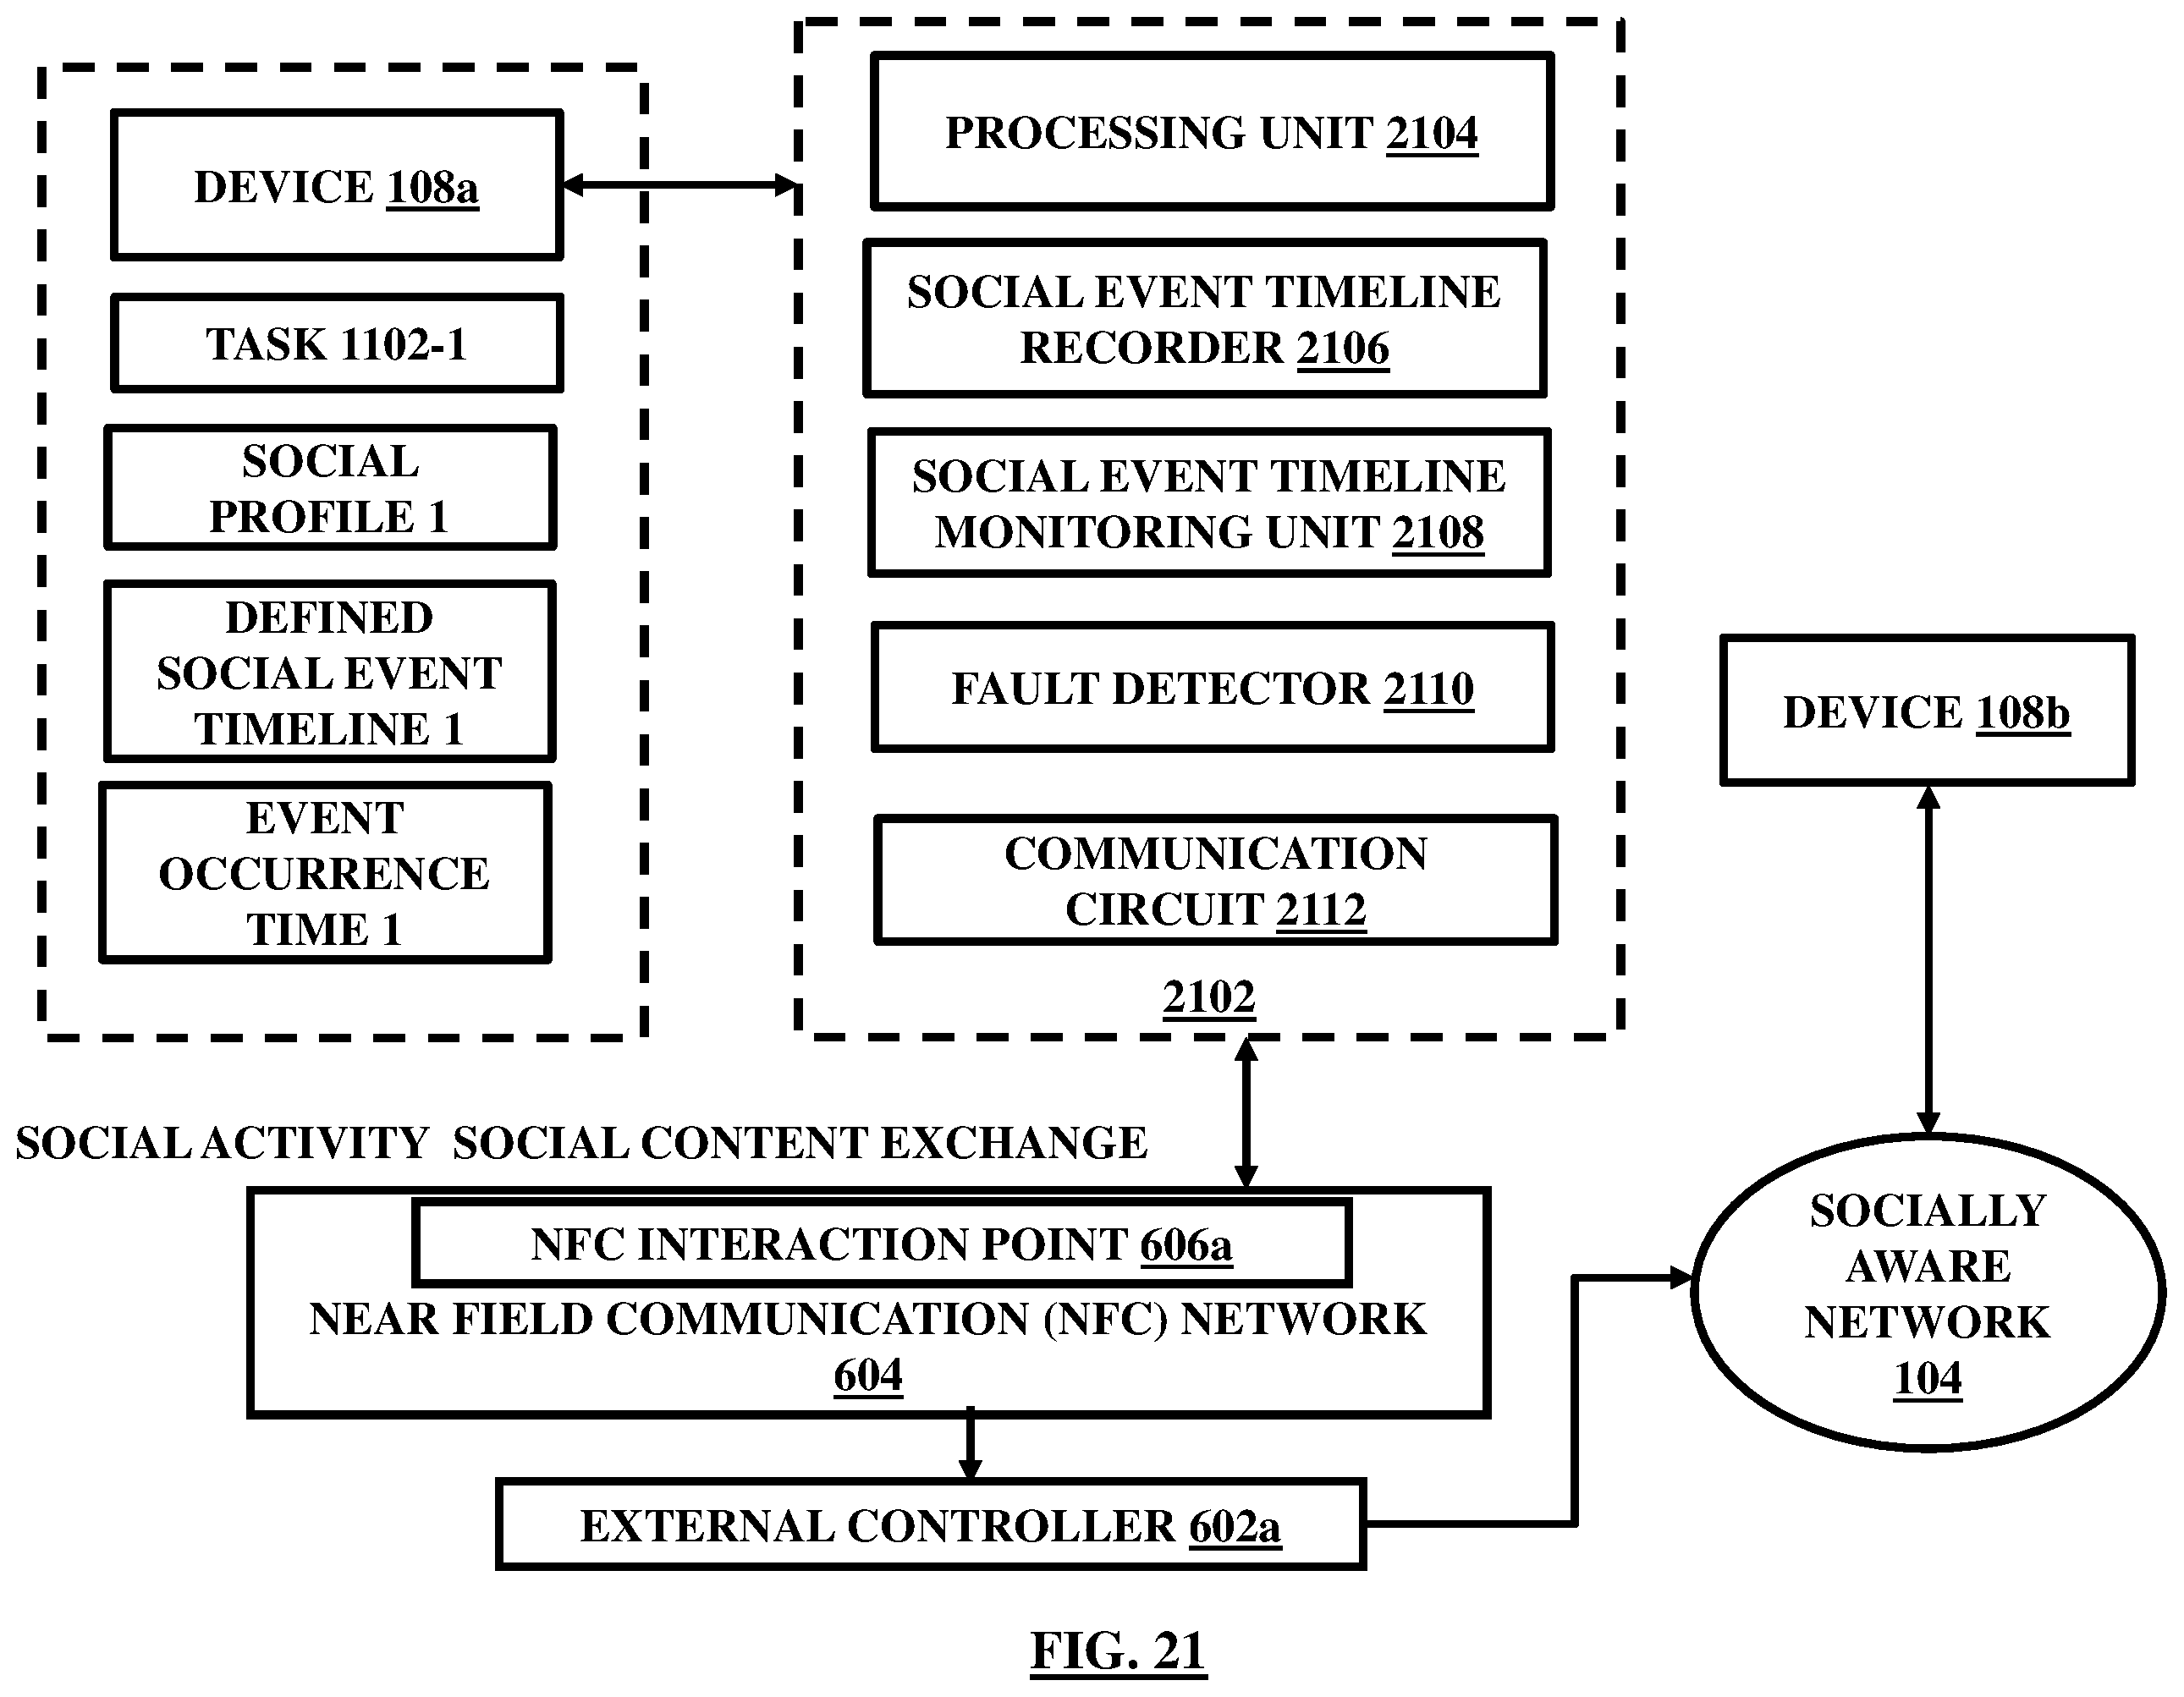 DEVICE 108a
TASK 1102-1
SOCIAL
PROFILE 1
DEFINED
SOCIAL EVENT
TIMELINE 1
EVENT
OCCURRENCE
TIME 1
PROCESSING UNIT 2104
SOCIAL EVENT TIMELINE
RECORDER 2106
SOCIAL EVENT TIMELINE
MONITORING UNIT 2108
FAULT DETECTOR 2110
COMMUNICATION
CIRCUIT 2112
2102
DEVICE 108b
SOCIAL ACTIVITY  SOCIAL CONTENT EXCHANGE
NFC INTERACTION POINT 606a
NEAR FIELD COMMUNICATION (NFC) NETWORK
604
SOCIALLY
AWARE
NETWORK
104
EXTERNAL CONTROLLER 602a
FIG. 21